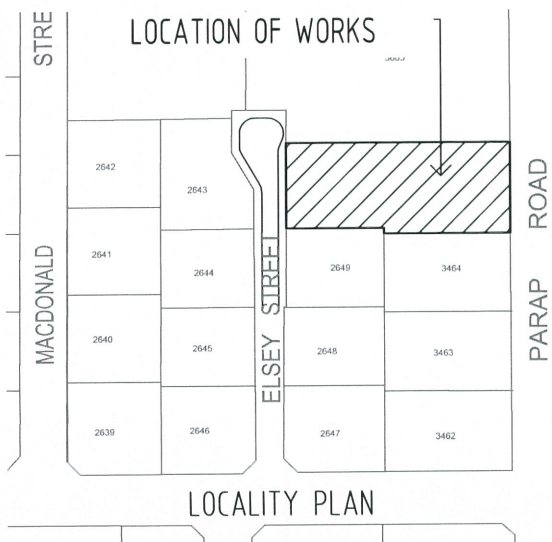 STRE
LOCATION OF WORKS
2642
2643
2641
2644
2649
3464
MACDONALD
ELSEY STREET
PARAP ROAD
2640
2645
2648
3463
2639
2646
2647
3462
LOCALITY PLAN